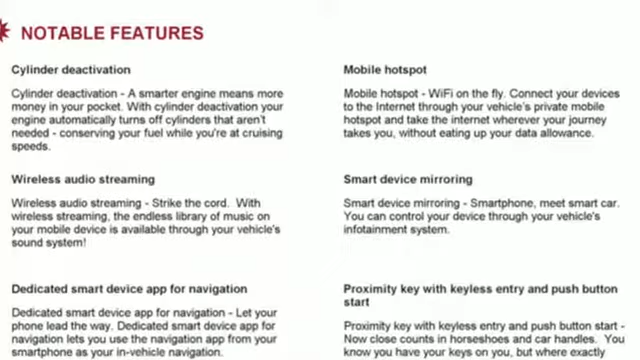 NOTABLE FEATURES
Cylinder deactivation
Cylinder deactivation - A smarter engine means more
money in your pocket. With cylinder deactivation your
engine automatically turns off cylinders that aren't
needed - conserving your fuel while you're at cruising
speeds.
Wireless audio streaming
Wireless audio streaming - Strike the cord. With
wireless streaming, the endless library of music on
your mobile device is available through your vehicle's
sound system!
Dedicated smart device app for navigation
Dedicated smart device app for navigation - Let your
phone lead the way. Dedicated smart device app for
navigation lets you use the navigation app from your
smartphone as your in-vehicle navigation.
Mobile hotspot
Mobile hotspot - WiFi on the fly. Connect your devices
to the Internet through your vehicle's private mobile
hotspot and take the internet wherever your journey
takes you, without eating up your data allowance.
Smart device mirroring
Smart device mirroring - Smartphone, meet smart car.
You can control your device through your vehicle's
infotainment system.
Proximity key with keyless entry and push button
start
Proximity key with keyless entry and push button start -
Now close counts in horseshoes and car handles. You
know you have your keys on you, but where exactly